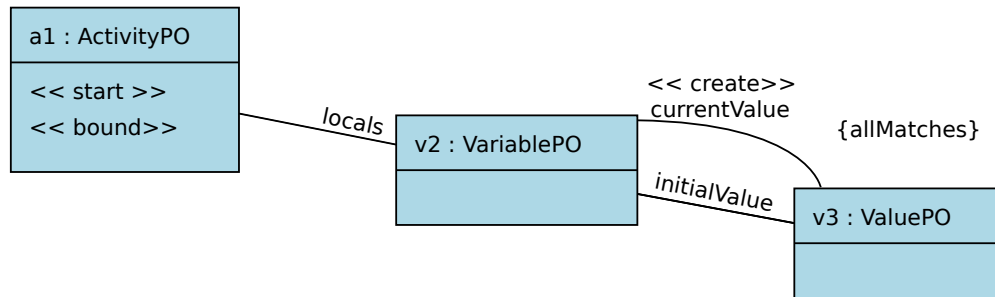 a1 : ActivityPO
<< start >>
<< bound>>
locals
v2 : VariablePO
<< create>>
currentValue
initialValue
{allMatches}
v3 : ValuePO